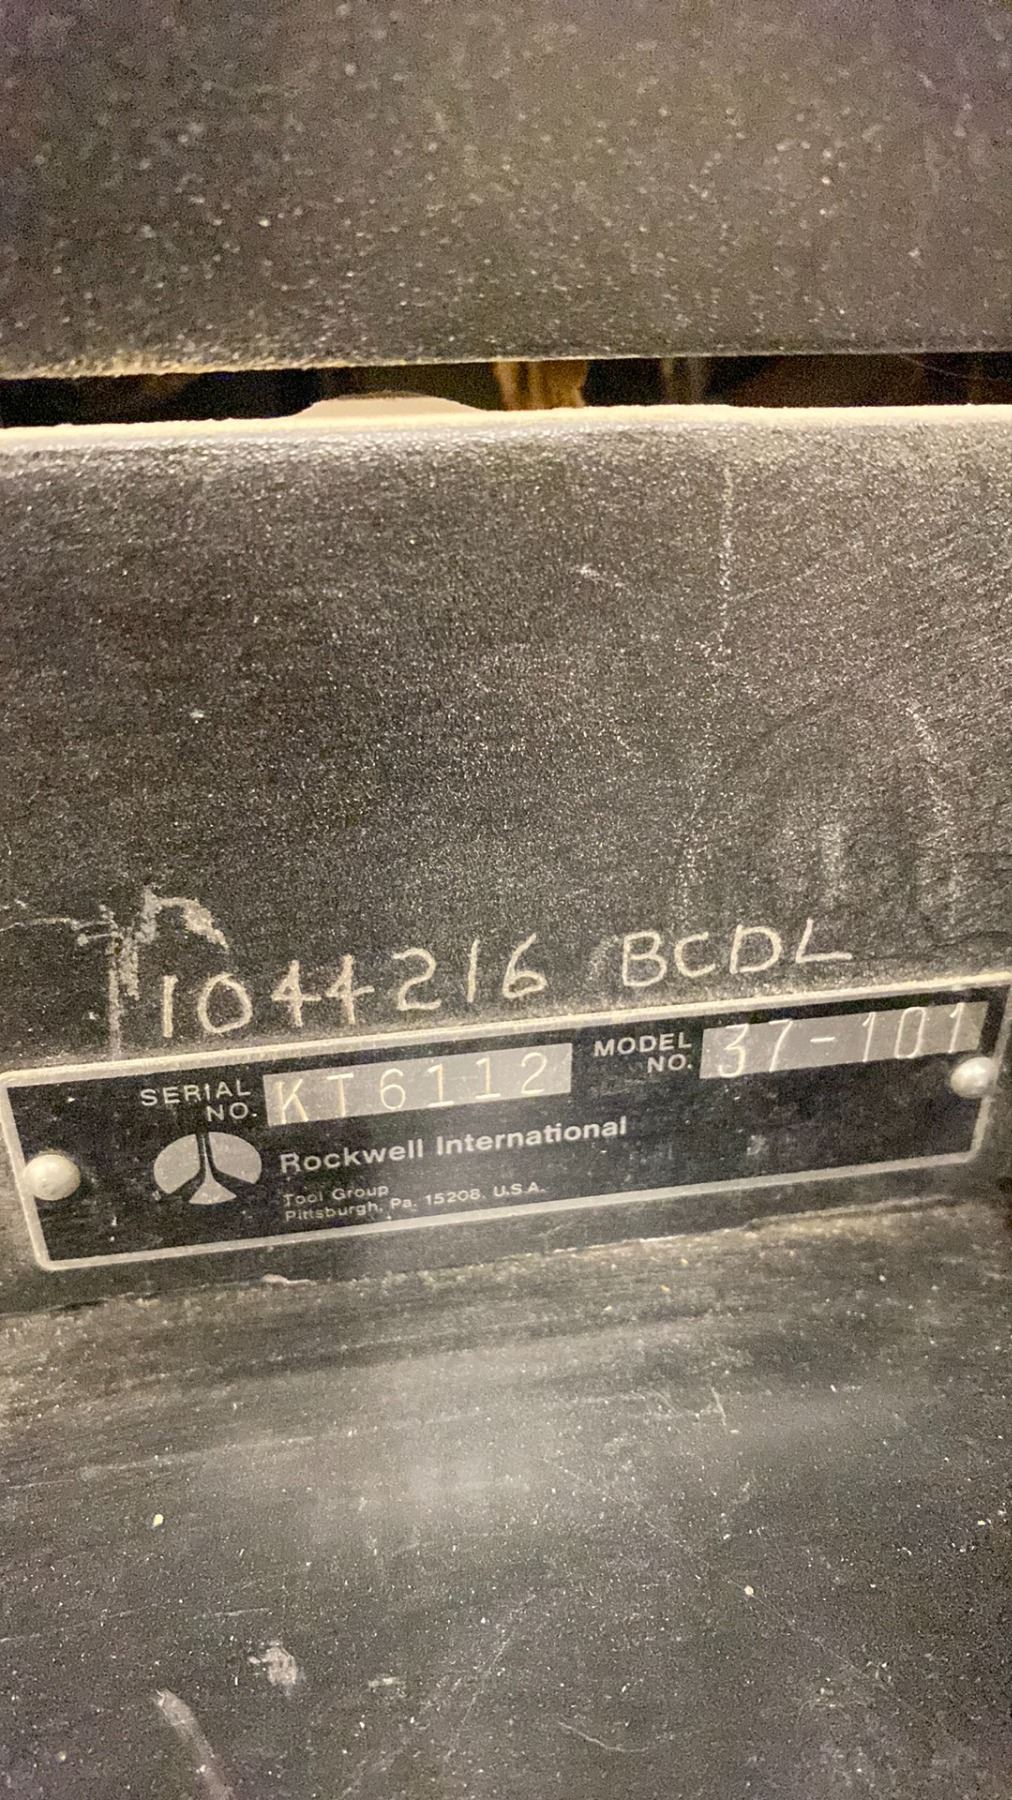 1044216 BCDL
SERIAL NO. KT6112 MODEL NO. 37-101
Rockwell International
Tool Group
Pittsburgh, Pa. 15208. U.S.A.